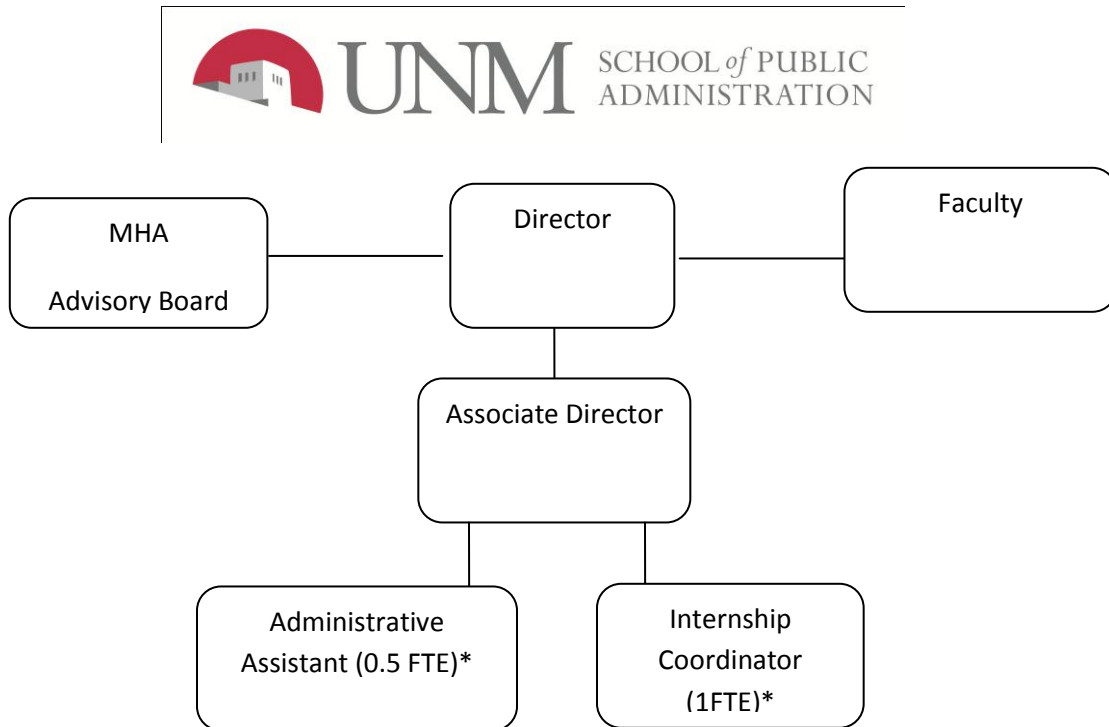 UNM SCHOOL of PUBLIC
ADMINISTRATION
MHA
Advisory Board
Director
Faculty
Associate Director
Administrative
Assistant (0.5 FTE)*
Internship
Coordinator
(1FTE)*